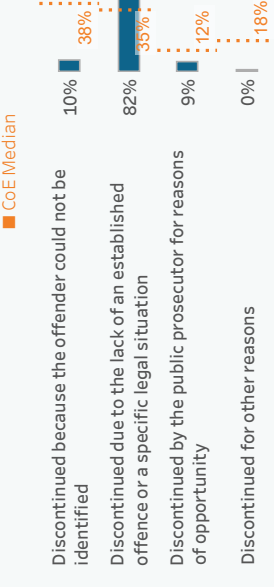 CoE Median
Discontinued because the offender could not be
identified
10%
38%
Discontinued due to the lack of an established
offence or a specific legal situation
82%
35%
Discontinued by the public prosecutor for reasons
of opportunity
9%
12%
Discontinued for other reasons
0%
18%